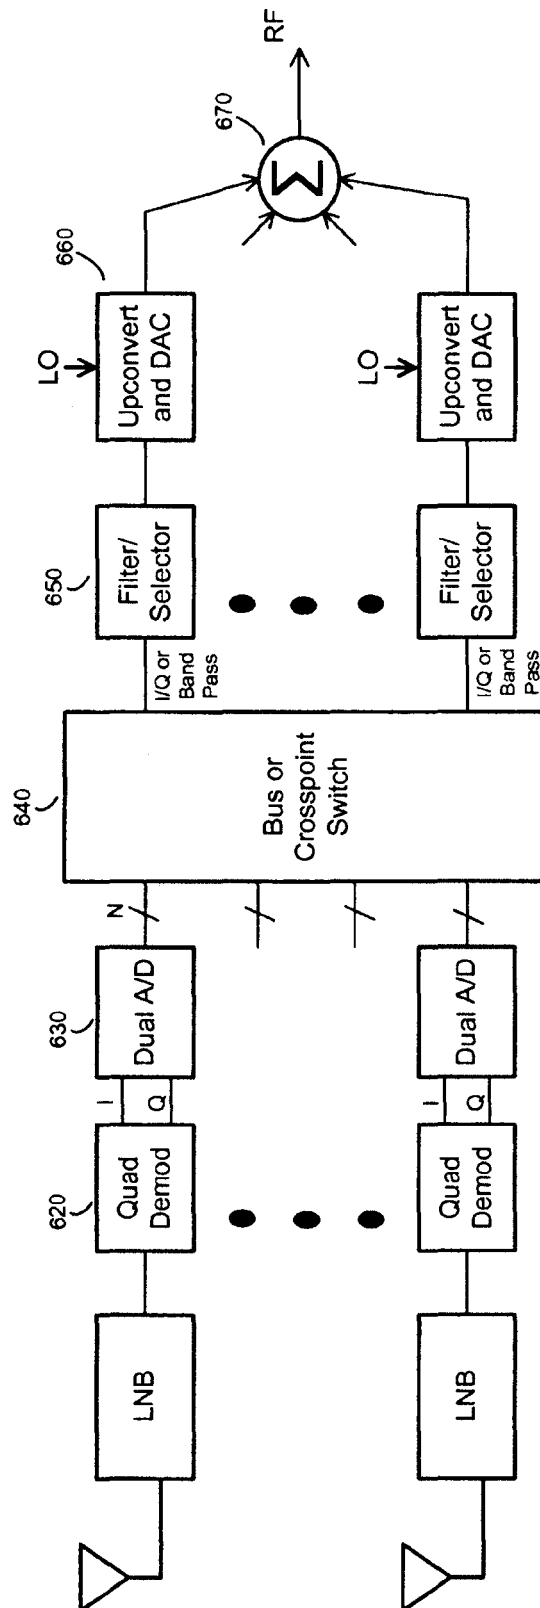 LNB
620
Quad
Demod
I
Q
630
Dual A/D
N
640
Bus or
Crosspoint
Switch
I/Q or
Band
Pass
650
Filter/
Selector
LO
660
Upconvert
and DAC
670
Σ
RF
LNB
Quad
Demod
I
Q
Dual A/D
I/Q or
Band
Pass
Filter/
Selector
LO
Upconvert
and DAC